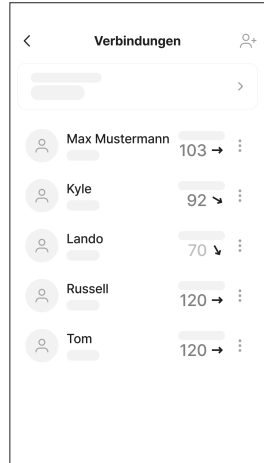 Verbindungen
Max Mustermann
103 →
Kyle
92 ↘
Lando
70 ↘
Russell
120 →
Tom
120 →